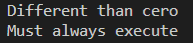 Different than cero
Must always execute